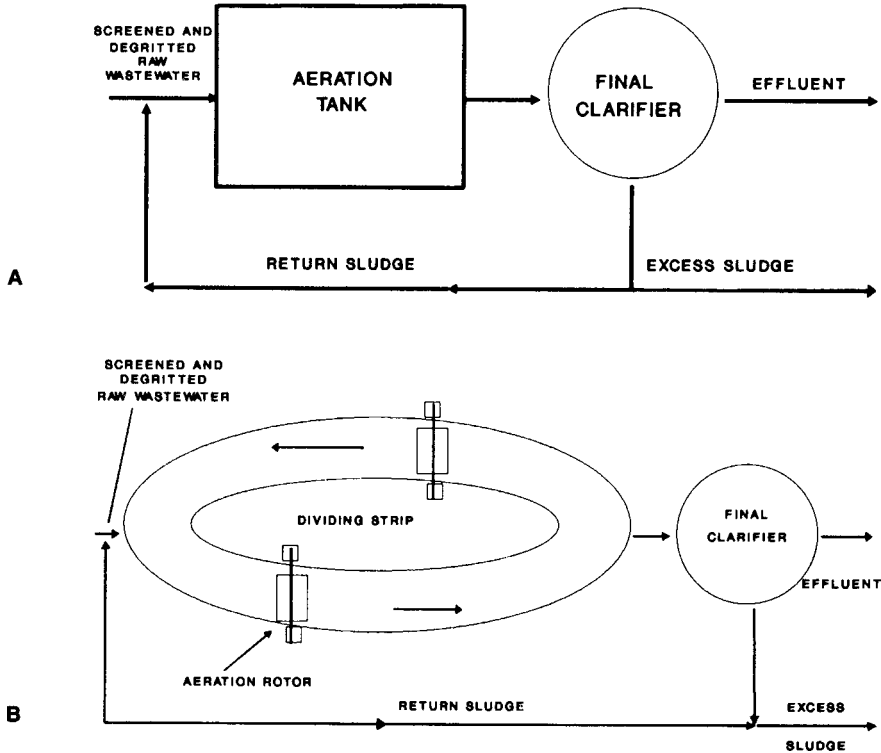 SCREENED AND
DEGRITTED
RAW
WASTEWATER
AERATION
TANK
FINAL
CLARIFIER
EFFLUENT
RETURN SLUDGE
EXCESS SLUDGE
A
SCREENED AND
DEGRITTED
RAW WASTEWATER
DIVIDING STRIP
FINAL
CLARIFIER
EFFLUENT
AERATION ROTOR
RETURN SLUDGE
EXCESS
SLUDGE
B